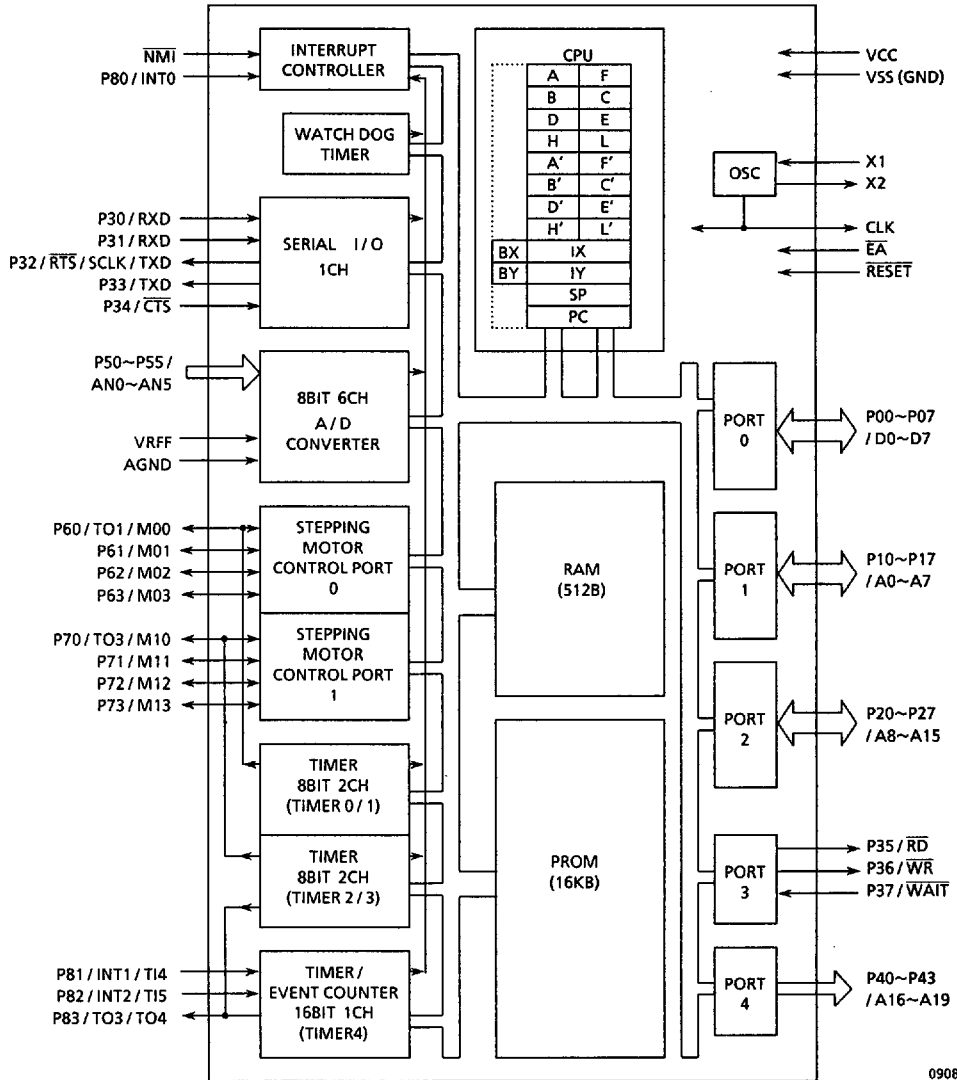 NMI
P80 / INT0
INTERRUPT
CONTROLLER
WATCH DOG
TIMER
P30 / RXD
P31 / RXD
P32 / RTS / SCLK / TXD
P33 / TXD
P34 / CTS
SERIAL I / O
1CH
P50~P55 /
AN0~AN5
VRFF
AGND
8BIT 6CH
A / D
CONVERTER
P60 / TO1 / M00
P61 / M01
P62 / M02
P63 / M03
STEPPING
MOTOR
CONTROL PORT
0
P70 / TO3 / M10
P71 / M11
P72 / M12
P73 / M13
STEPPING
MOTOR
CONTROL PORT
1
TIMER
8BIT 2CH
(TIMER 0 / 1)
TIMER
8BIT 2CH
(TIMER 2 / 3)
P81 / INT1 / TI4
P82 / INT2 / TI5
P83 / TO3 / TO4
TIMER /
EVENT COUNTER
16BIT 1CH
(TIMER4)
CPU
A F
B C
D E
H L
A' F'
B' C'
D' E'
H' L'
BX IX
BY IY
SP
PC
RAM
(512B)
PROM
(16KB)
VCC
VSS (GND)
OSC
X1
X2
CLK
EA
RESET
PORT
0
P00~P07
/ D0~D7
PORT
1
P10~P17
/ A0~A7
PORT
2
P20~P27
/ A8~A15
PORT
3
P35 / RD
P36 / WR
P37 / WAIT
PORT
4
P40~P43
/ A16~A19
0908